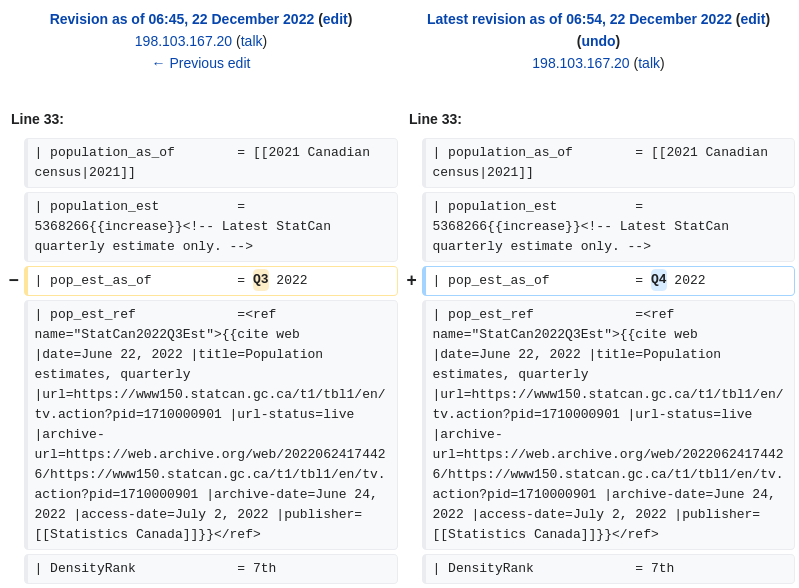 Revision as of 06:45, 22 December 2022 (edit)
198.103.167.20 (talk)
← Previous edit
Latest revision as of 06:54, 22 December 2022 (edit)
(undo)
198.103.167.20 (talk)
Line 33:
Line 33:
| population_as_of        = [[2021 Canadian
census|2021]]
| population_as_of        = [[2021 Canadian
census|2021]]
| population_est          =
5368266{{increase}}<!-- Latest StatCan
quarterly estimate only. -->
| population_est          =
5368266{{increase}}<!-- Latest StatCan
quarterly estimate only. -->
− | pop_est_as_of           = Q3 2022
+ | pop_est_as_of           = Q4 2022
| pop_est_ref             =<ref
name="StatCan2022Q3Est">{{cite web
|date=June 22, 2022 |title=Population
estimates, quarterly
|url=https://www150.statcan.gc.ca/t1/tbl1/en/
tv.action?pid=1710000901 |url-status=live
|archive-
url=https://web.archive.org/web/2022062417442
6/https://www150.statcan.gc.ca/t1/tbl1/en/tv.
action?pid=1710000901 |archive-date=June 24,
2022 |access-date=July 2, 2022 |publisher=
[[Statistics Canada]]}}</ref>
| pop_est_ref             =<ref
name="StatCan2022Q3Est">{{cite web
|date=June 22, 2022 |title=Population
estimates, quarterly
|url=https://www150.statcan.gc.ca/t1/tbl1/en/
tv.action?pid=1710000901 |url-status=live
|archive-
url=https://web.archive.org/web/2022062417442
6/https://www150.statcan.gc.ca/t1/tbl1/en/tv.
action?pid=1710000901 |archive-date=June 24,
2022 |access-date=July 2, 2022 |publisher=
[[Statistics Canada]]}}</ref>
| DensityRank             = 7th
| DensityRank             = 7th